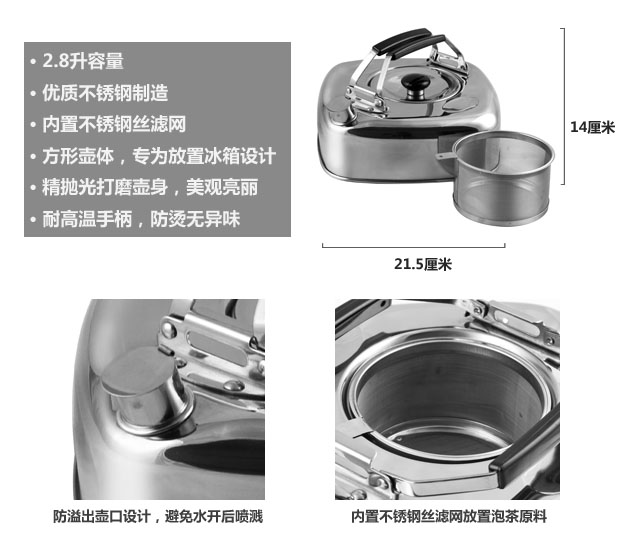 • 2.8升容量
• 优质不锈钢制造
• 内置不锈钢丝滤网
• 方形壶体，专为放置冰箱设计
• 精抛光打磨壶身，美观亮丽
• 耐高温手柄，防烫无异味
14厘米
21.5厘米
防溢出壶口设计，避免水开后喷溅
内置不锈钢丝滤网放置泡茶原料